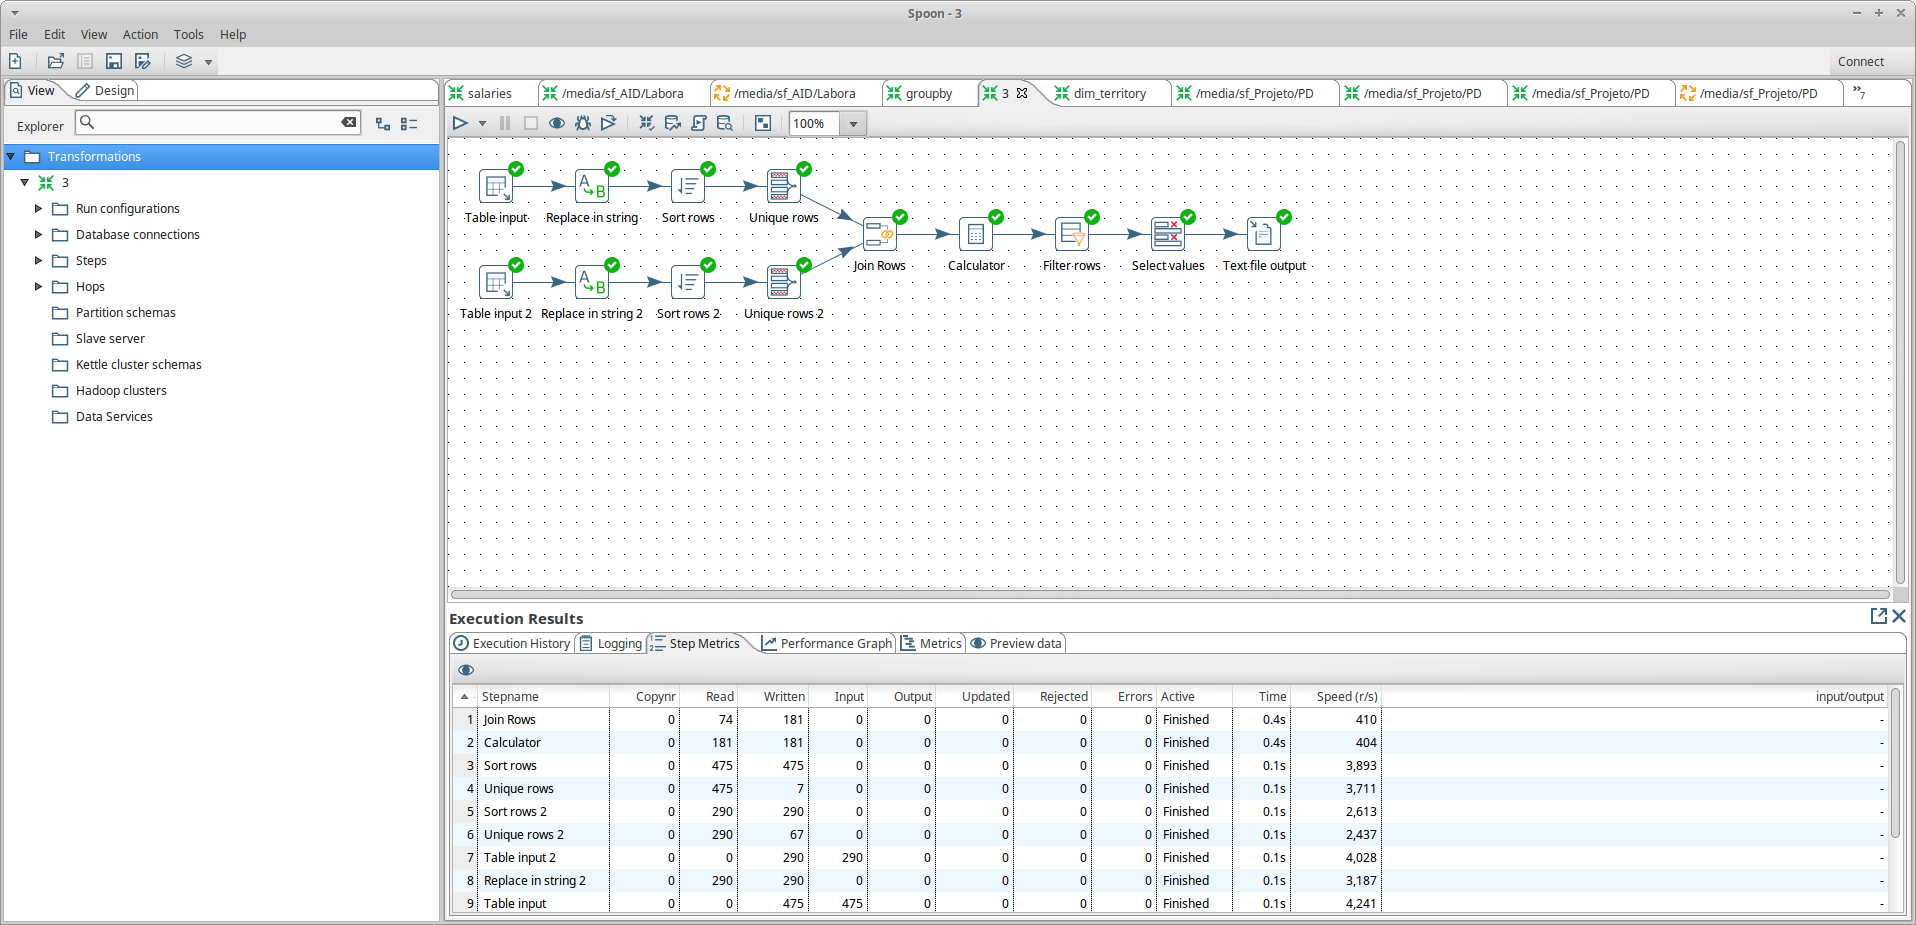 Spoon - 3
File Edit View Action Tools Help
Connect
View Design
Explorer
Transformations
3
Run configurations
Database connections
Steps
Hops
Partition schemas
Slave server
Kettle cluster schemas
Hadoop clusters
Data Services
salaries /media/sf_AID/Labora /media/sf_AID/Labora groupby 3 dim_territory /media/sf_Projeto/PD /media/sf_Projeto/PD /media/sf_Projeto/PD /media/sf_Projeto/PD »7
100%
Table input Replace in string Sort rows Unique rows
Join Rows Calculator Filter rows Select values Text file output
Table input 2 Replace in string 2 Sort rows 2 Unique rows 2
Execution Results
Execution History Logging Step Metrics Performance Graph Metrics Preview data
Stepname Copynr Read Written Input Output Updated Rejected Errors Active Time Speed (r/s) input/output
1 Join Rows 0 74 181 0 0 0 0 0 Finished 0.4s 410 -
2 Calculator 0 181 181 0 0 0 0 0 Finished 0.4s 404 -
3 Sort rows 0 475 475 0 0 0 0 0 Finished 0.1s 3,893 -
4 Unique rows 0 475 7 0 0 0 0 0 Finished 0.1s 3,711 -
5 Sort rows 2 0 290 290 0 0 0 0 0 Finished 0.1s 2,613 -
6 Unique rows 2 0 290 67 0 0 0 0 0 Finished 0.1s 2,437 -
7 Table input 2 0 0 290 290 0 0 0 0 Finished 0.1s 4,028 -
8 Replace in string 2 0 290 290 0 0 0 0 0 Finished 0.1s 3,187 -
9 Table input 0 0 475 475 0 0 0 0 Finished 0.1s 4,241 -